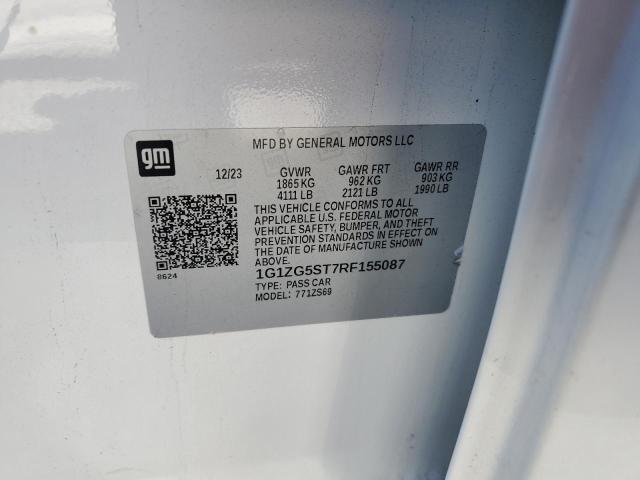 gm
MFD BY GENERAL MOTORS LLC
12/23 GVWR GAWR FRT GAWR RR
1865 KG 962 KG 903 KG
4111 LB 2121 LB 1990 LB
THIS VEHICLE CONFORMS TO ALL
APPLICABLE U.S. FEDERAL MOTOR
VEHICLE SAFETY, BUMPER, AND THEFT
PREVENTION STANDARDS IN EFFECT ON
THE DATE OF MANUFACTURE SHOWN ABOVE.
8624
1G1ZG5ST7RF155087
TYPE: PASS CAR
MODEL: 771ZS69